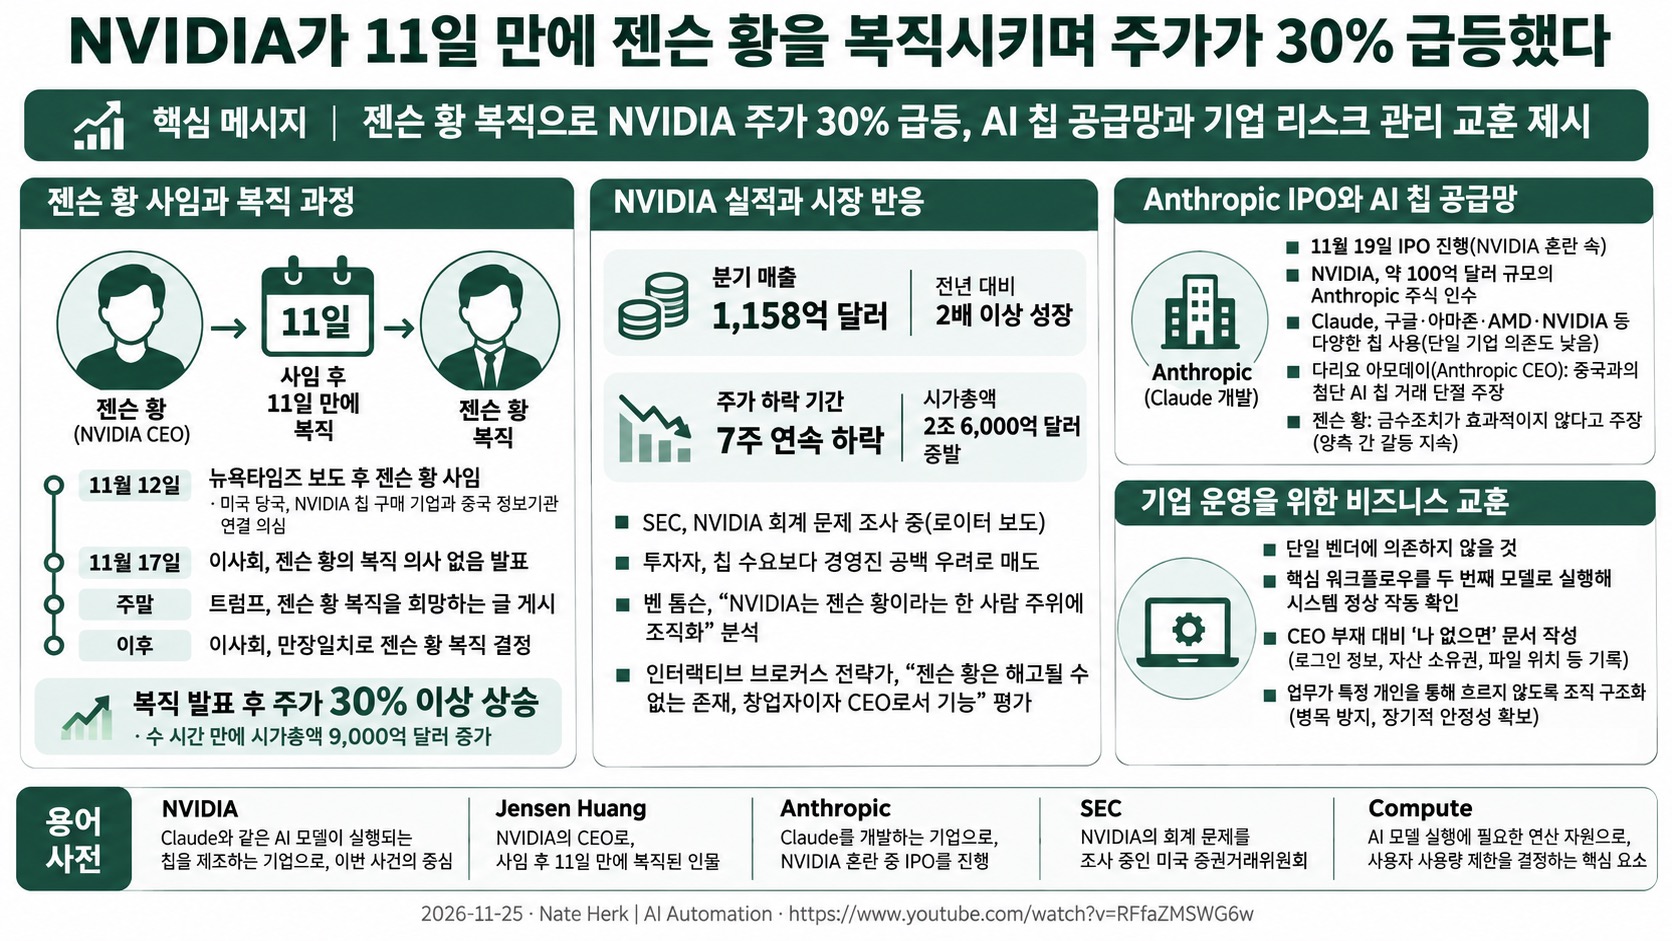 NVIDIA가 11일 만에 젠슨 황을 복직시키며 주가가 30% 급등했다
핵심 메시지 | 젠슨 황 복직으로 NVIDIA 주가 30% 급등, AI 칩 공급망과 기업 리스크 관리 교훈 제시
젠슨 황 사임과 복직 과정
11일
젠슨 황
(NVIDIA CEO)
사임 후
11일 만에
복직
젠슨 황
복직
11월 12일
뉴욕타임즈 보도 후 젠슨 황 사임
· 미국 당국, NVIDIA 칩 구매 기업과 중국 정보기관
연결 의심
11월 17일
이사회, 젠슨 황의 복직 의사 없음 발표
주말
트럼프, 젠슨 황 복직을 희망하는 글 게시
이후
이사회, 만장일치로 젠슨 황 복직 결정
복직 발표 후 주가 30% 이상 상승
· 수 시간 만에 시가총액 9,000억 달러 증가
NVIDIA 실적과 시장 반응
분기 매출
1,158억 달러
전년 대비
2배 이상 성장
주가 하락 기간
7주 연속 하락
시가총액
2조 6,000억 달러
증발
■ SEC, NVIDIA 회계 문제 조사 중(로이터 보도)
■ 투자자, 칩 수요보다 경영진 공백 우려로 매도
■ 벤 톰슨, “NVIDIA는 젠슨 황이라는 한 사람 주위에
조직화” 분석
■ 인터랙티브 브로커스 전략가, “젠슨 황은 해고될 수
없는 존재, 창업자이자 CEO로서 기능” 평가
Anthropic IPO와 AI 칩 공급망
Anthropic
(Claude 개발)
■ 11월 19일 IPO 진행(NVIDIA 혼란 속)
■ NVIDIA, 약 100억 달러 규모의
Anthropic 주식 인수
■ Claude, 구글·아마존·AMD·NVIDIA 등
다양한 칩 사용(단일 기업 의존도 낮음)
■ 다리요 아모데이(Anthropic CEO): 중국과의
첨단 AI 칩 거래 단절 주장
■ 젠슨 황: 금수조치가 효과적이지 않다고 주장
(양측 간 갈등 지속)
기업 운영을 위한 비즈니스 교훈
■ 단일 벤더에 의존하지 않을 것
■ 핵심 워크플로우를 두 번째 모델로 실행해
시스템 정상 작동 확인
■ CEO 부재 대비 ‘나 없으면’ 문서 작성
(로그인 정보, 자산 소유권, 파일 위치 등 기록)
■ 업무가 특정 개인을 통해 흐르지 않도록 조직 구조화
(병목 방지, 장기적 안정성 확보)
용어
사전
NVIDIA
Claude와 같은 AI 모델이 실행되는
칩을 제조하는 기업으로, 이번 사건의 중심
Jensen Huang
NVIDIA의 CEO로,
사임 후 11일 만에 복직된 인물
Anthropic
Claude를 개발하는 기업으로,
NVIDIA 혼란 중 IPO를 진행
SEC
NVIDIA의 회계 문제를
조사 중인 미국 증권거래위원회
Compute
AI 모델 실행에 필요한 연산 자원으로,
사용자 사용량 제한을 결정하는 핵심 요소
2026-11-25 · Nate Herk | AI Automation · https://www.youtube.com/watch?v=RFfaZMSWG6w